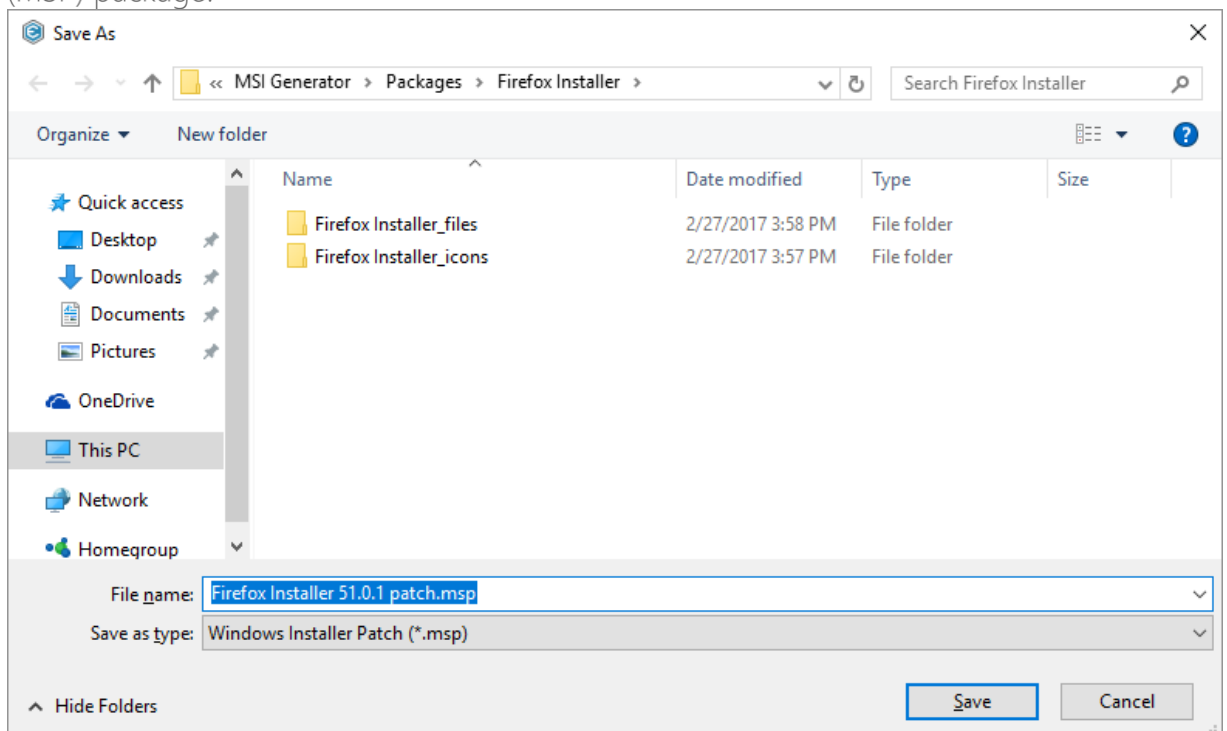 (MSP) package.
Save As
« MSI Generator > Packages > Firefox Installer >
Search Firefox Installer
Organize
New folder
Name
Date modified
Type
Size
Quick access
Desktop
Downloads
Documents
Pictures
OneDrive
This PC
Network
Homegroup
Firefox Installer_files 2/27/2017 3:58 PM File folder
Firefox Installer_icons 2/27/2017 3:57 PM File folder
File name: Firefox Installer 51.0.1 patch.msp
Save as type: Windows Installer Patch (*.msp)
Hide Folders
Save
Cancel